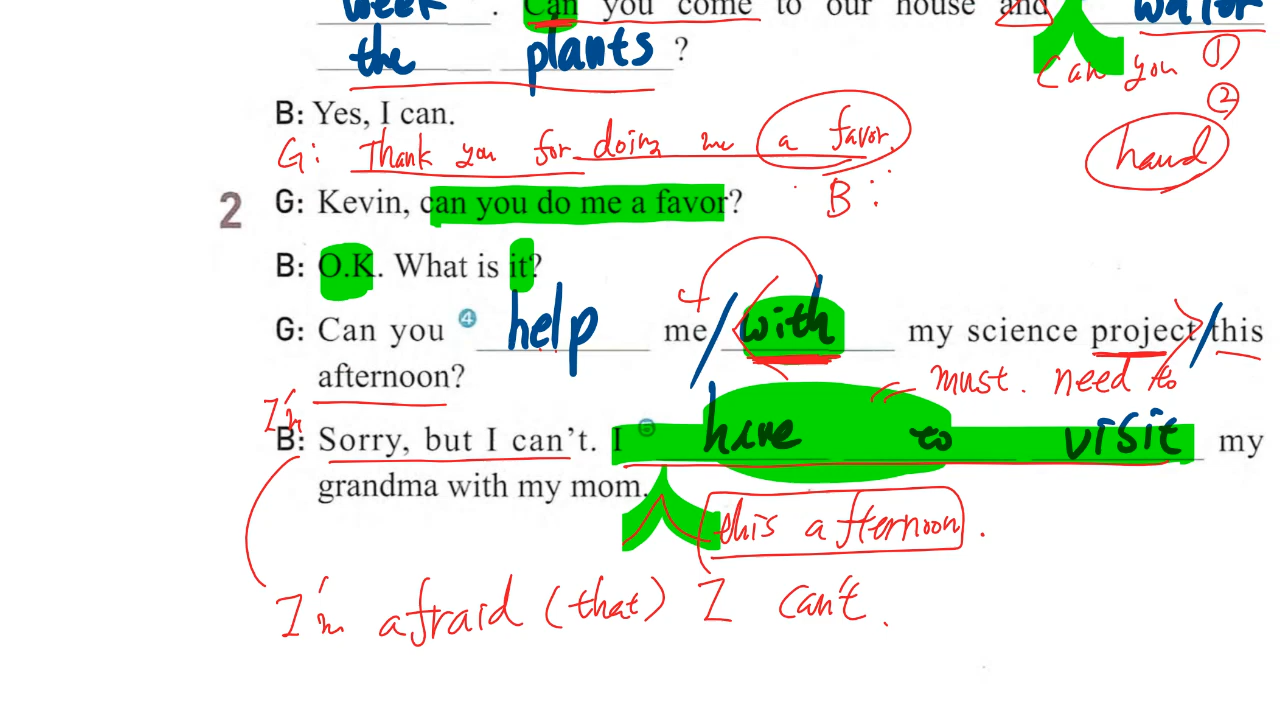 week . Can you come to our house and water
the plants ?
can you ①
B: Yes, I can.
②
G: Thank you for doing me a favor.
hand
2 G: Kevin, can you do me a favor?
B:
B: O.K. What is it?
G: Can you ④ help me / with my science project / this
afternoon?
must. need to
I'm
B: Sorry, but I can't. I ⑤ have to visit my
grandma with my mom.
this afternoon.
I'm afraid (that) I can't.